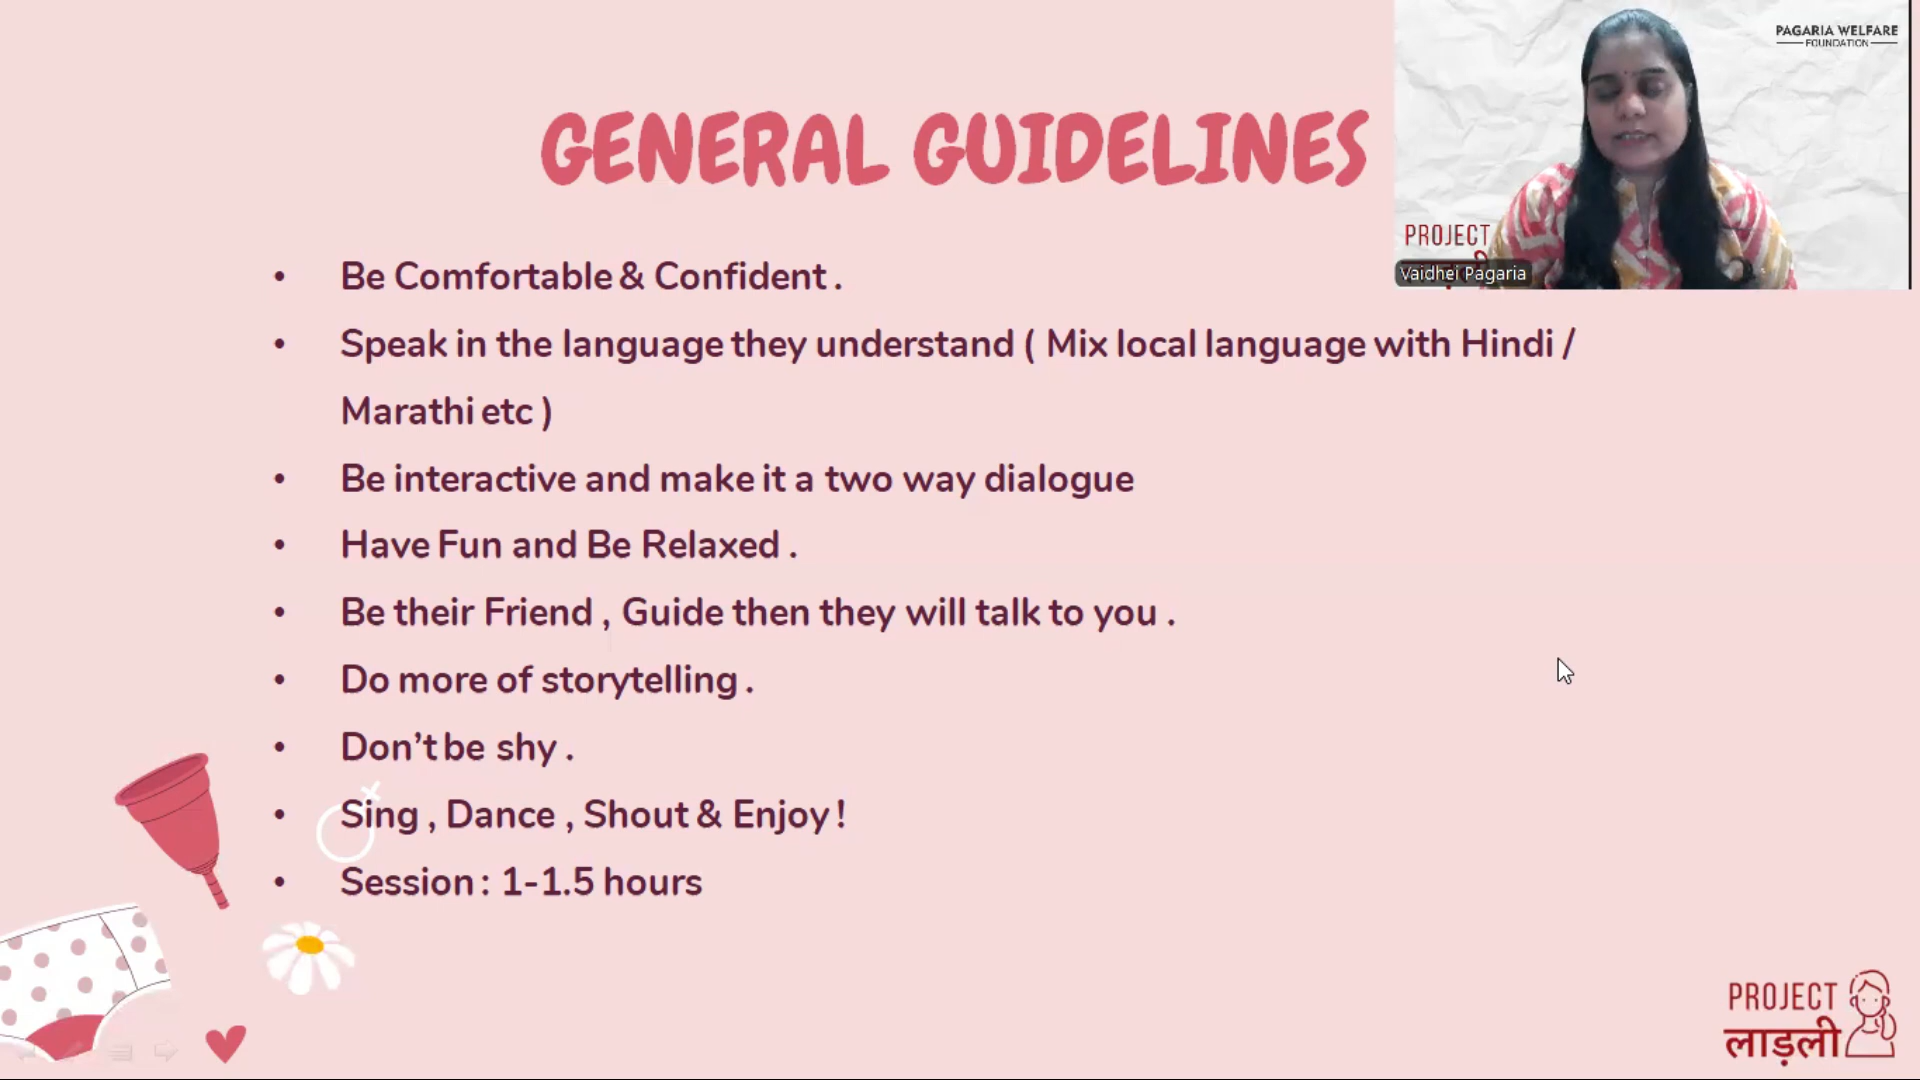 GENERAL GUIDELINES
PAGARIA WELFARE
FOUNDATION
PROJECT
Vaidhei Pagaria
• Be Comfortable & Confident .
• Speak in the language they understand ( Mix local language with Hindi /
Marathi etc )
• Be interactive and make it a two way dialogue
• Have Fun and Be Relaxed .
• Be their Friend , Guide then they will talk to you .
• Do more of storytelling .
• Don’t be shy .
• Sing , Dance , Shout & Enjoy !
• Session : 1-1.5 hours
PROJECT
लाड़ली